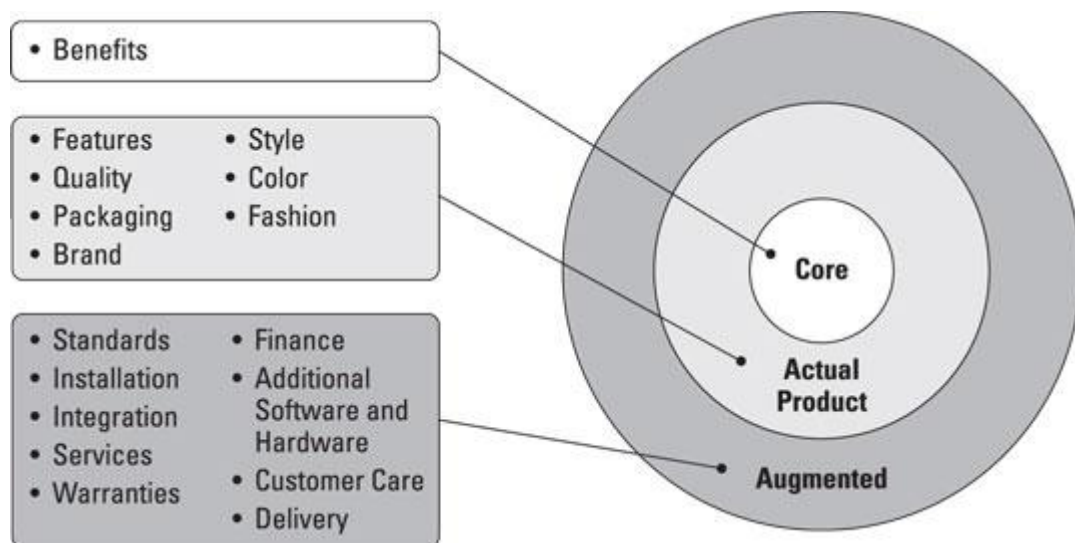 • Benefits
• Features
• Quality
• Packaging
• Brand
• Style
• Color
• Fashion
• Standards
• Installation
• Integration
• Services
• Warranties
• Finance
• Additional
Software and
Hardware
• Customer Care
• Delivery
Core
Actual
Product
Augmented